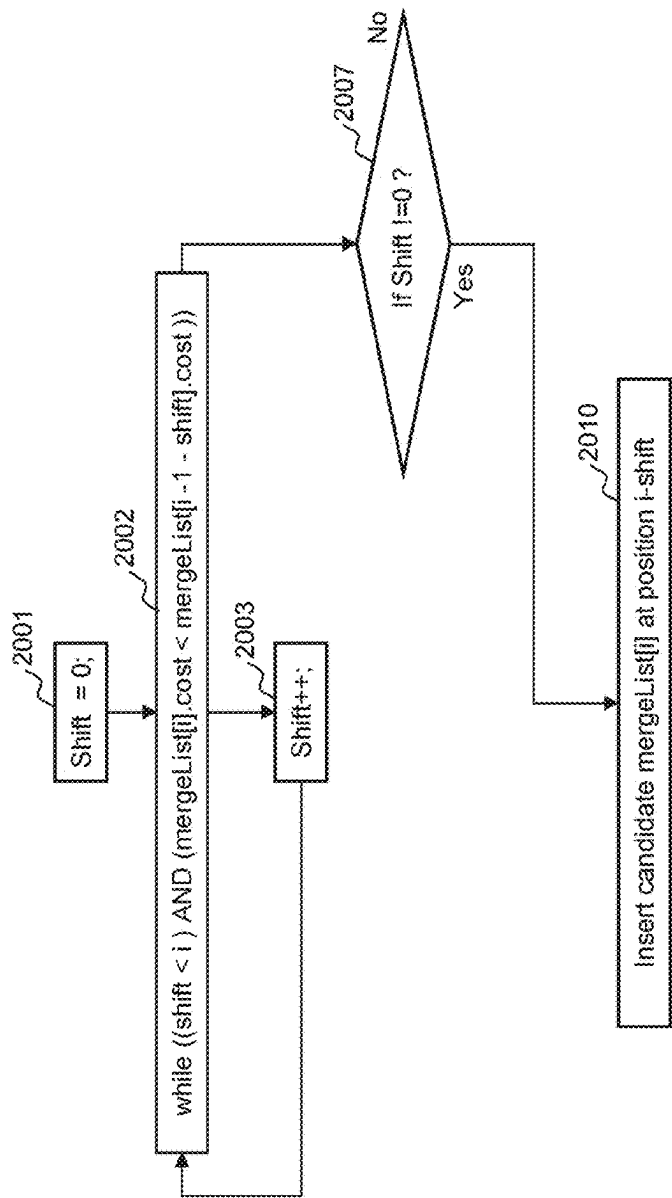 2001
Shift = 0;
2002
while ((shift < i ) AND (mergeList[i].cost < mergeList[i -1 - shift].cost ))
2003
Shift++;
2007
If Shift !=0 ?
No
Yes
2010
Insert candidate mergeList[i] at position i-shift